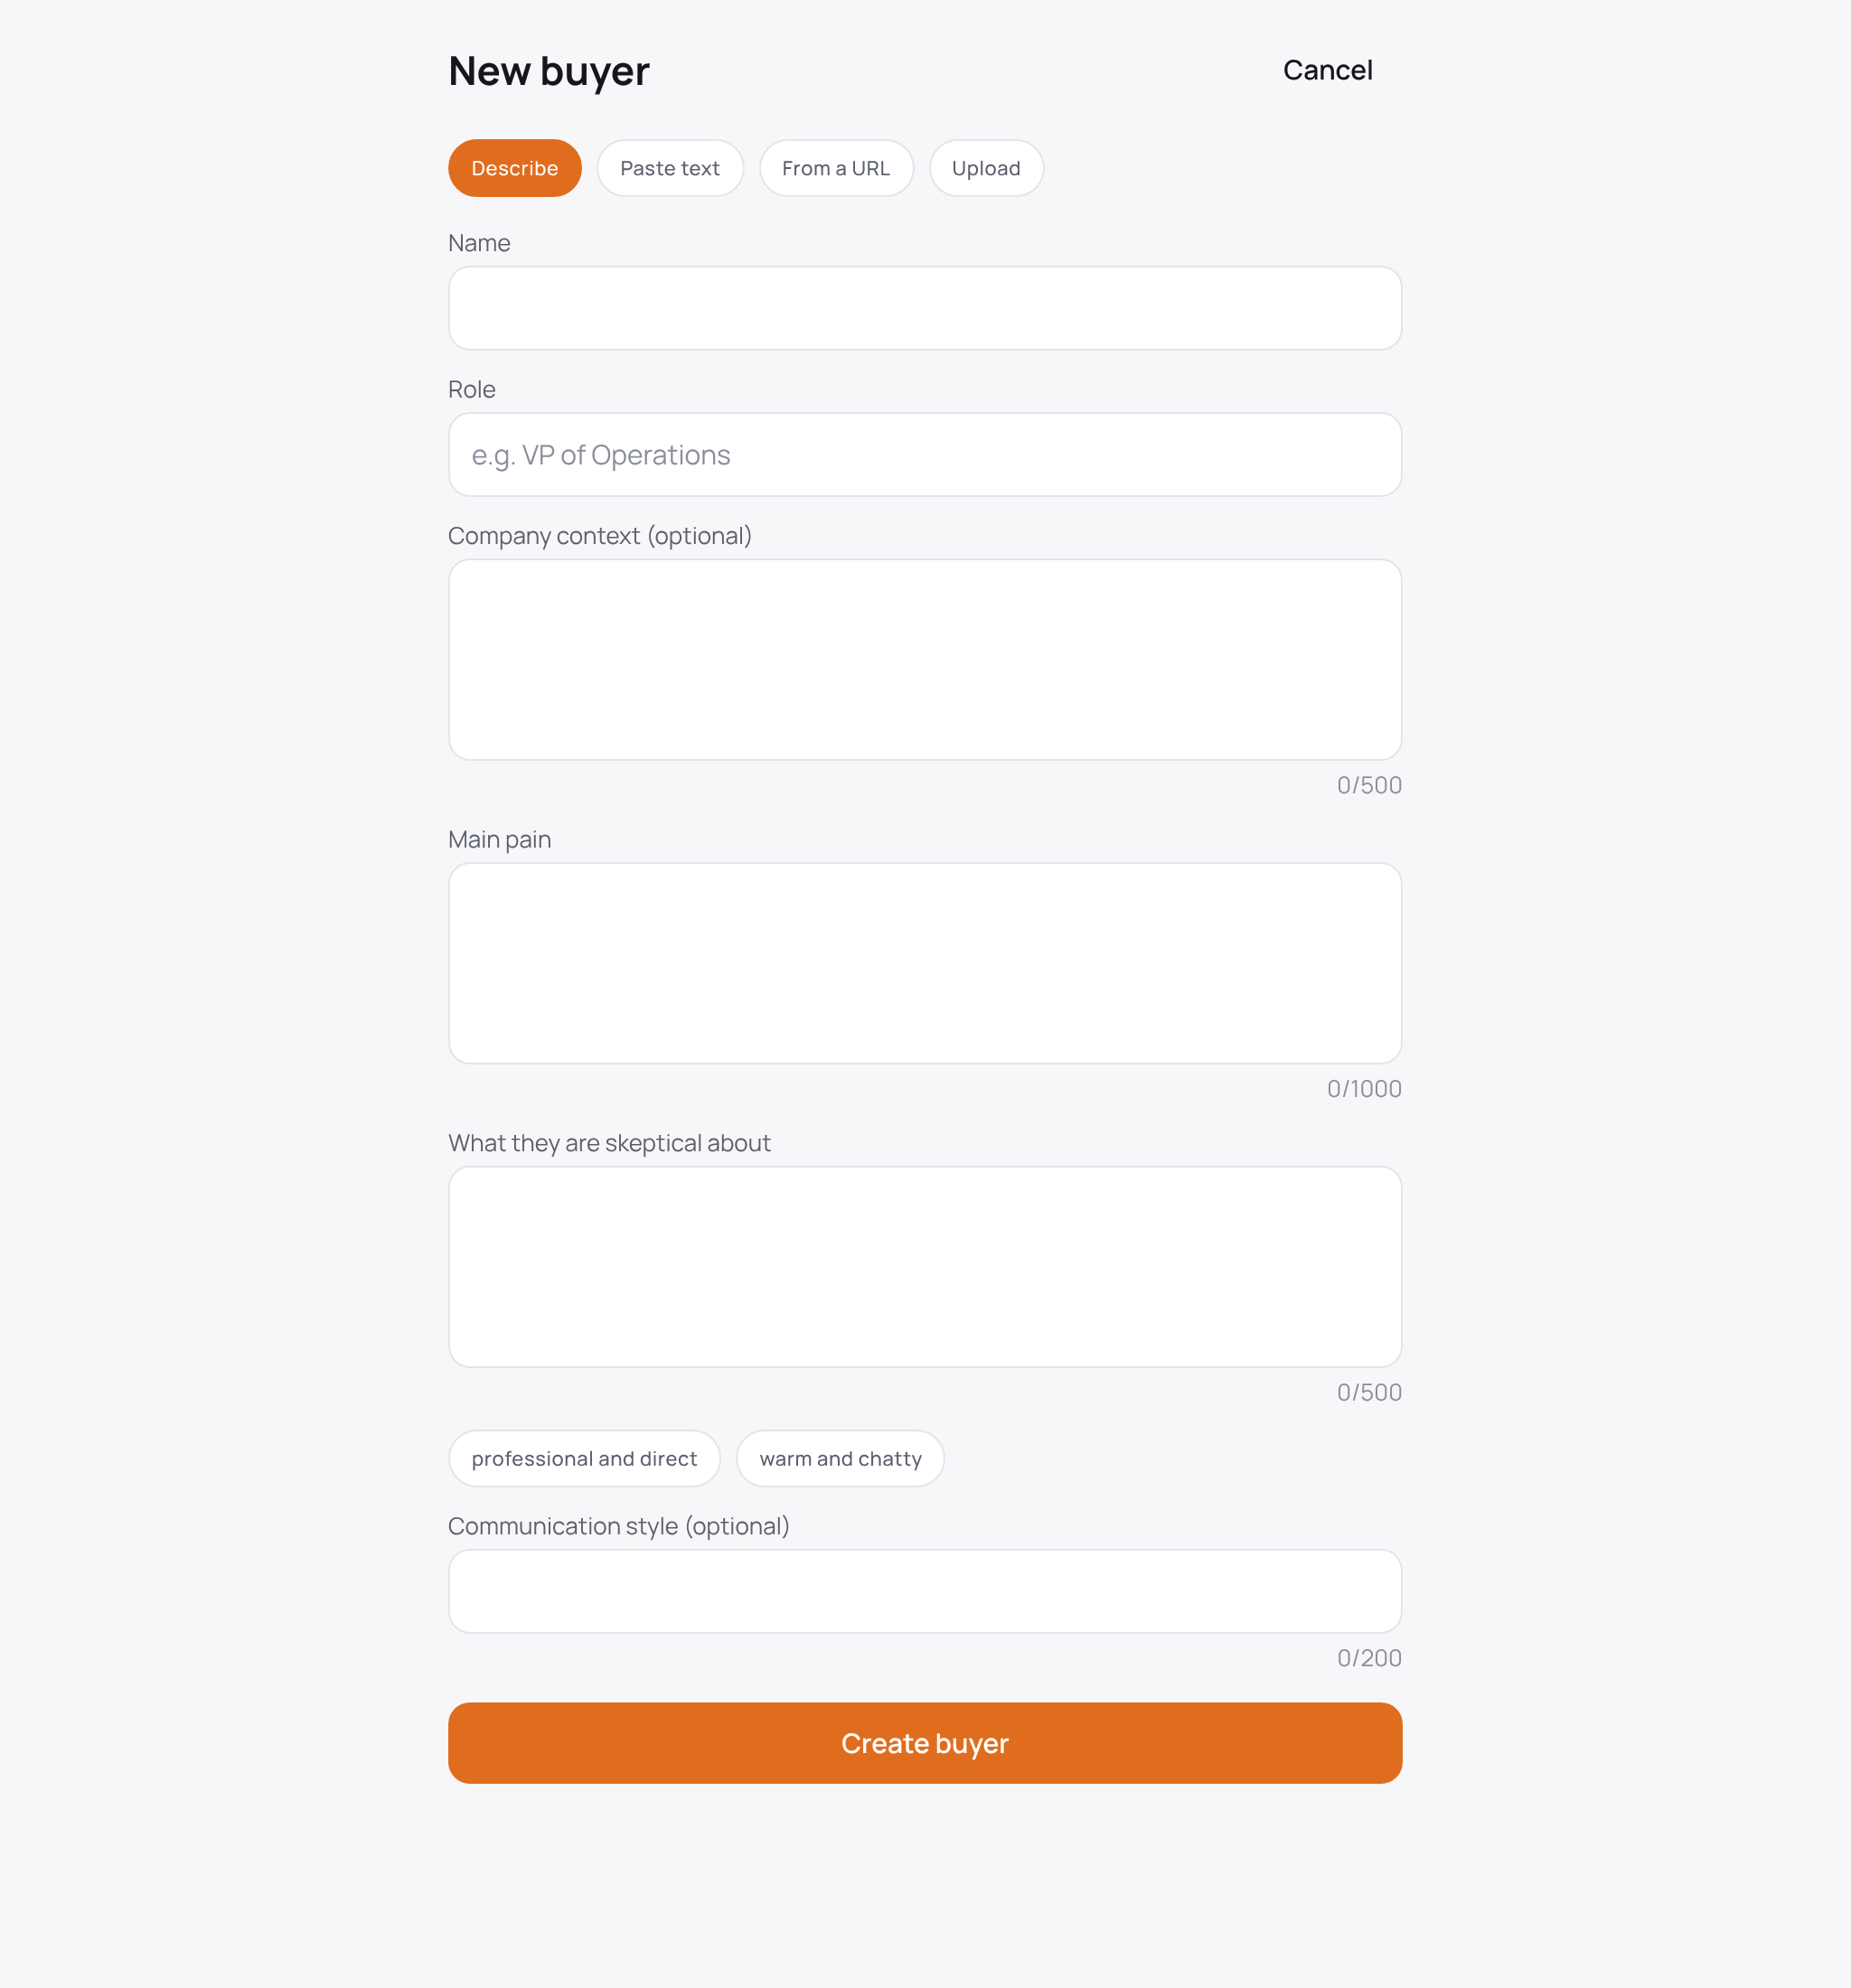 New buyer
Cancel
Describe
Paste text
From a URL
Upload
Name
Role
e.g. VP of Operations
Company context (optional)
0/500
Main pain
0/1000
What they are skeptical about
0/500
professional and direct
warm and chatty
Communication style (optional)
0/200
Create buyer